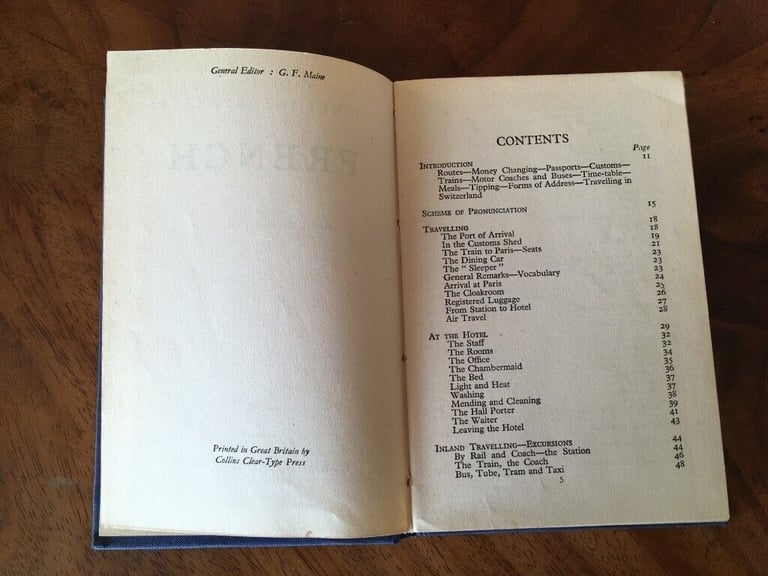 General Editor : G. F. Maine
Printed in Great Britain by
Collins Clear-Type Press
CONTENTS
Page
INTRODUCTION 11
Routes—Money Changing—Passports—Customs—
Trains—Motor Coaches and Buses—Time-table—
Meals—Tipping—Forms of Address—Travelling in
Switzerland
SCHEME OF PRONUNCIATION 15
TRAVELLING 18
The Port of Arrival 18
In the Customs Shed 19
The Train to Paris—Seats 21
The Dining Car 23
The "Sleeper" 23
General Remarks—Vocabulary 23
Arrival at Paris 24
The Cloakroom 25
Registered Luggage 26
From Station to Hotel 27
Air Travel 28
AT THE HOTEL 29
The Staff 32
The Rooms 32
The Office 34
The Chambermaid 35
The Bed 36
Light and Heat 37
Washing 37
Mending and Cleaning 38
The Hall Porter 39
The Waiter 41
Leaving the Hotel 43
INLAND TRAVELLING—EXCURSIONS 44
By Rail and Coach—the Station 44
The Train, the Coach 46
Bus, Tube, Tram and Taxi 48
5